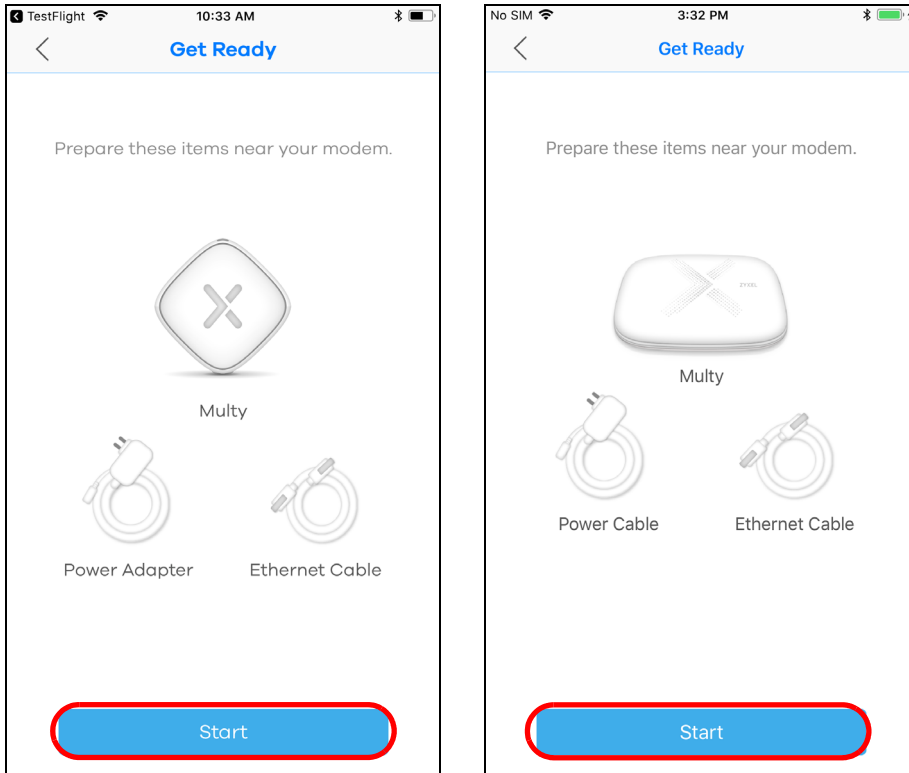 TestFlight 10:33 AM
Get Ready
Prepare these items near your modem.
Multy
Power Adapter Ethernet Cable
Start
No SIM 3:32 PM
Get Ready
Prepare these items near your modem.
ZYXEL
Multy
Power Cable Ethernet Cable
Start